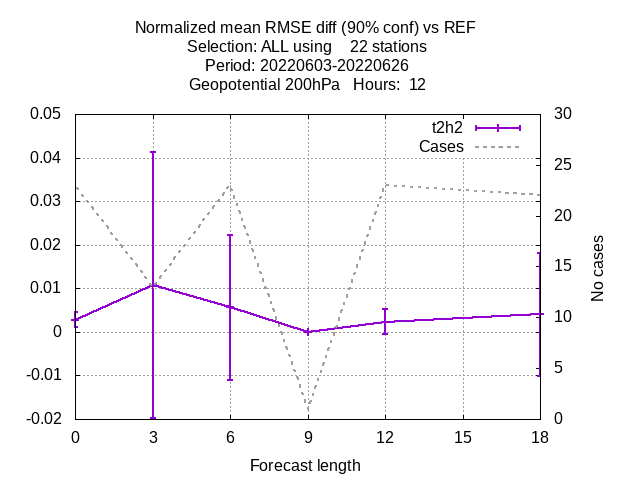 Normalized mean RMSE diff (90% conf) vs REF
Selection: ALL using    22 stations
Period: 20220603-20220626
Geopotential 200hPa   Hours:  12
0.05
0.04
0.03
0.02
0.01
0
-0.01
-0.02
t2h2
Cases
30
25
20
15
10
5
0
No cases
0 3 6 9 12 15 18
Forecast length